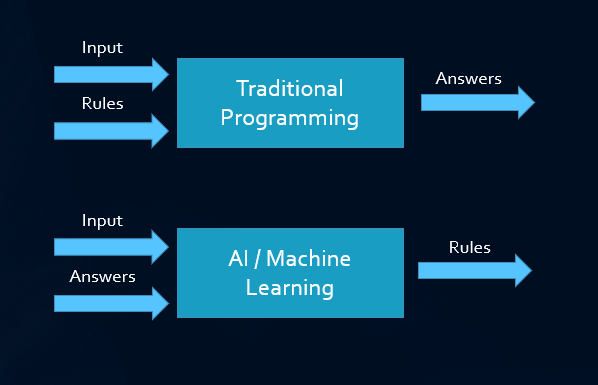 Input
Rules
Traditional
Programming
Answers
Input
Answers
AI / Machine
Learning
Rules